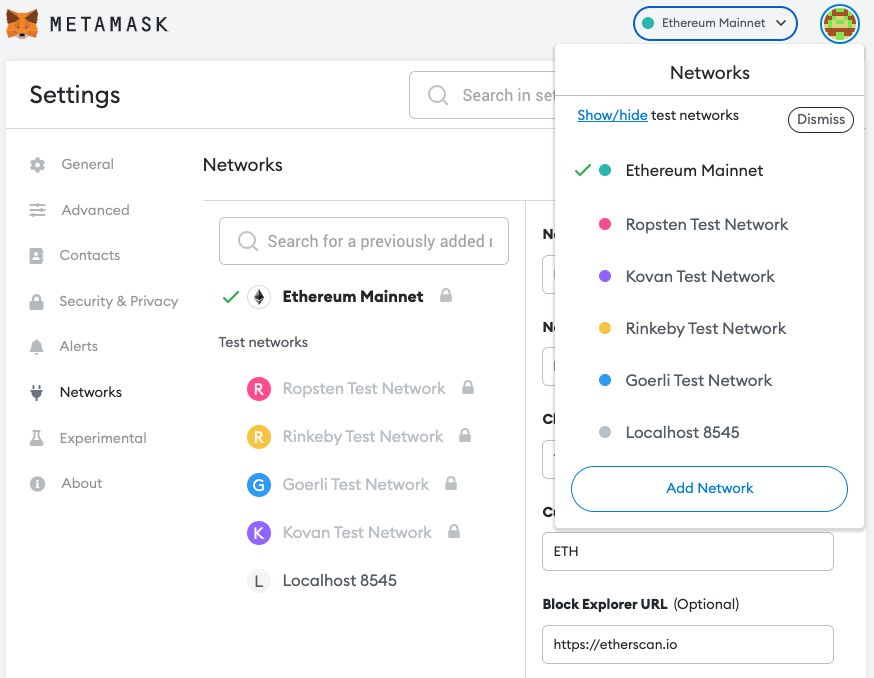 METAMASK
Ethereum Mainnet
Settings
Search in set
Networks
Show/hide test networks
Dismiss
Ethereum Mainnet
Ropsten Test Network
Kovan Test Network
Rinkeby Test Network
Goerli Test Network
Localhost 8545
Add Network
General
Advanced
Contacts
Security & Privacy
Alerts
Networks
Experimental
About
Networks
Search for a previously added
Ethereum Mainnet
Test networks
R Ropsten Test Network
R Rinkeby Test Network
G Goerli Test Network
K Kovan Test Network
L Localhost 8545
ETH
Block Explorer URL (Optional)
https://etherscan.io